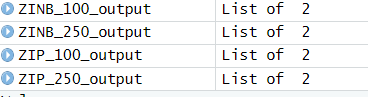 ZINB_100_output List of 2
ZINB_250_output List of 2
ZIP_100_output List of 2
ZIP_250_output List of 2